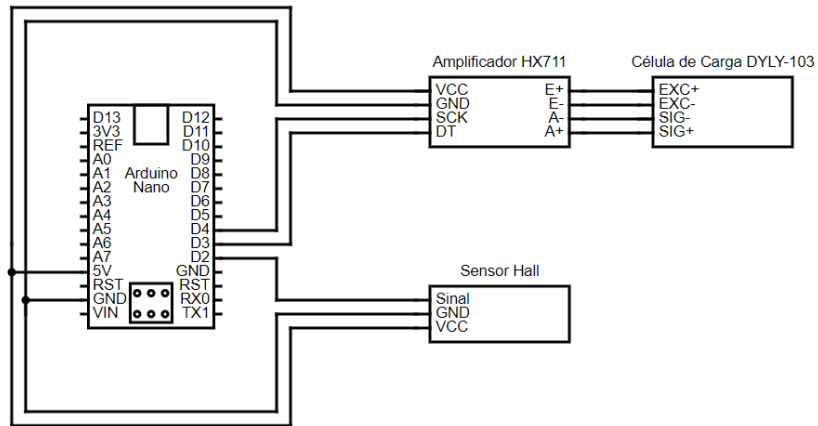 Amplificador HX711
VCC E+
GND E-
SCK A-
DT A+
Célula de Carga DYLY-103
EXC+
EXC-
SIG-
SIG+
D13 D12
3V3 D11
REF D10
A0 D9
A1 Arduino D8
A2 Nano D7
A3 D6
A4 D5
A5 D4
A6 D3
A7 D2
5V GND
RST RST
GND RX0
VIN TX1
Sensor Hall
Sinal
GND
VCC